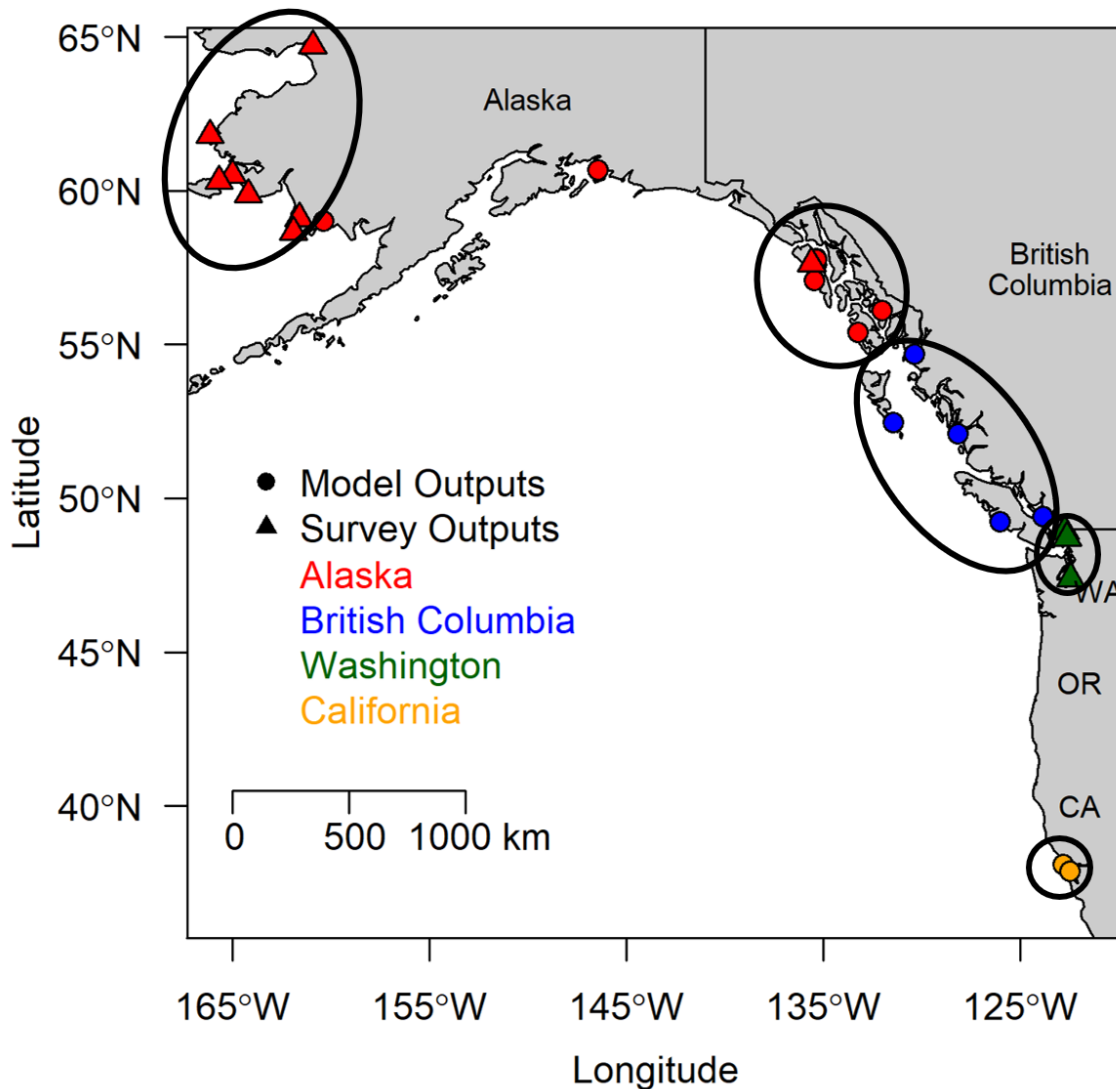 65°N
60°N
55°N
50°N
45°N
40°N
Latitude
Alaska
British
Columbia
Model Outputs
Survey Outputs
Alaska
British Columbia
Washington
California
WA
OR
CA
0 500 1000 km
165°W 155°W 145°W 135°W 125°W
Longitude